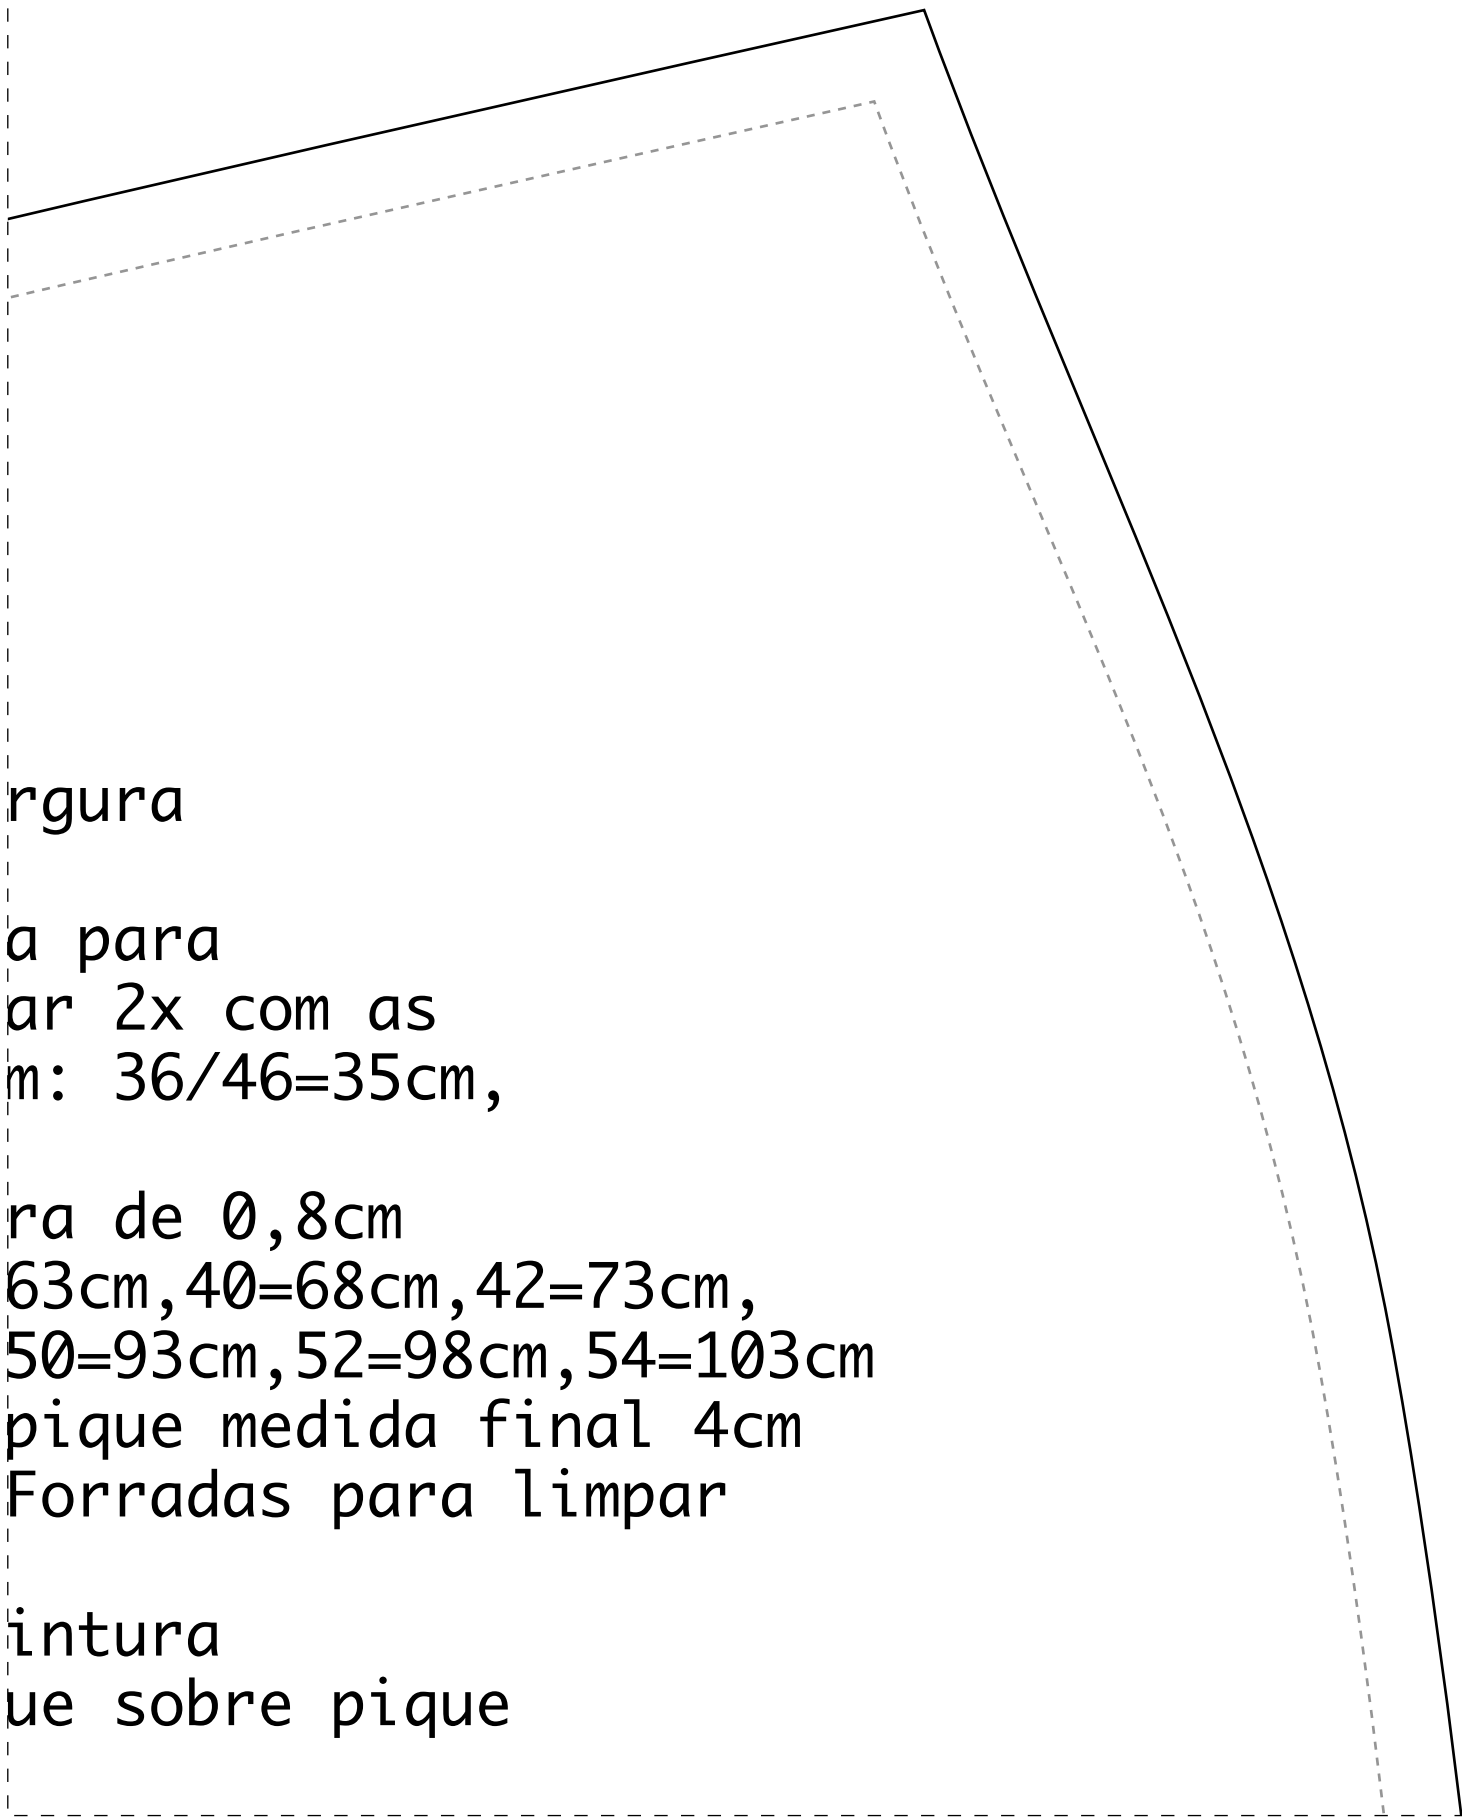 rgura
a para
ar 2x com as
m: 36/46=35cm,
ra de 0,8cm
63cm,40=68cm,42=73cm,
50=93cm,52=98cm,54=103cm
pique medida final 4cm
Forradas para limpar
intura
ue sobre pique